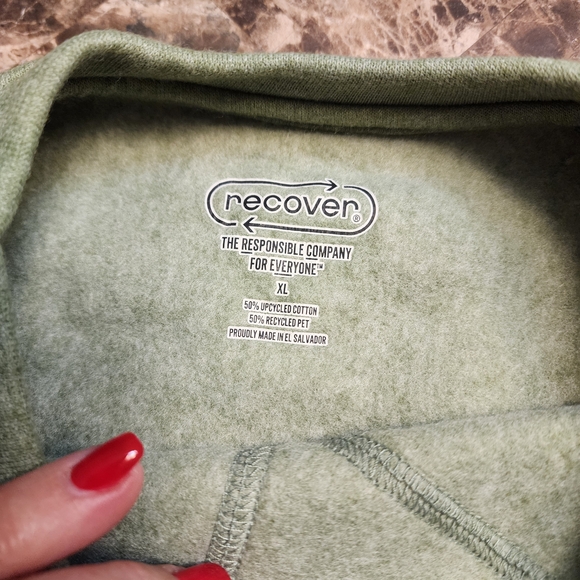 recover®
THE RESPONSIBLE COMPANY
FOR EVERYONE™
XL
50% UPCYCLED COTTON
50% RECYCLED PET
PROUDLY MADE IN EL SALVADOR